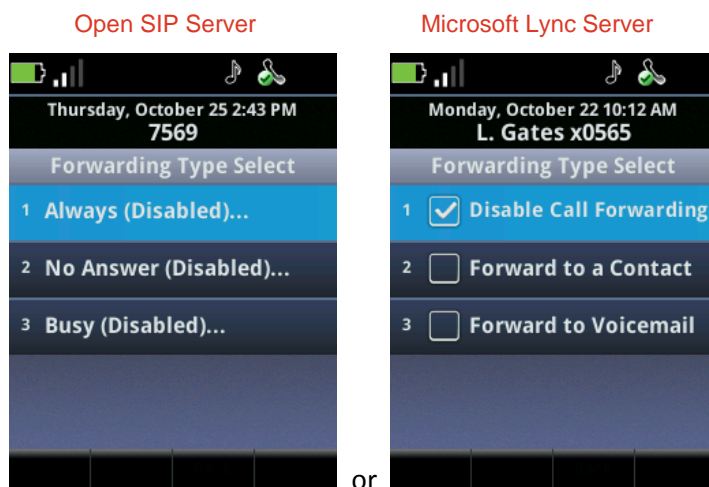 Open SIP Server
Thursday, October 25 2:43 PM
7569
Forwarding Type Select
1 Always (Disabled)...
2 No Answer (Disabled)...
3 Busy (Disabled)...
or
Microsoft Lync Server
Monday, October 22 10:12 AM
L. Gates x0565
Forwarding Type Select
1 Disable Call Forwarding
2 Forward to a Contact
3 Forward to Voicemail